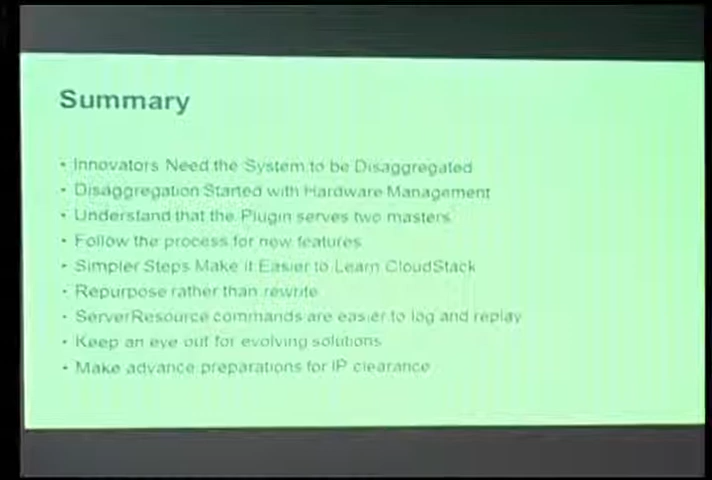 Summary
• Innovators Need the System to be Disaggregated
• Disaggregation Started with Hardware Management
• Understand that the Plugin serves two masters
• Follow the process for new features
• Simpler Steps Make it Easier to Learn CloudStack
• Repurpose rather than rewrite
• ServerResource commands are easier to log and replay
• Keep an eye out for evolving solutions
• Make advance preparations for IP clearance